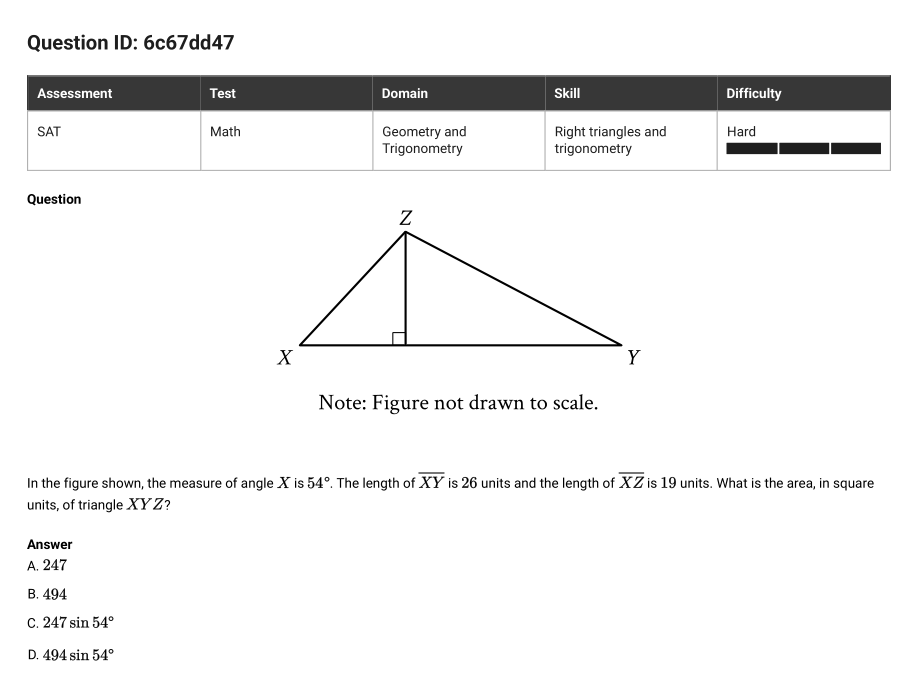 Question ID: 6c67dd47
Assessment Test Domain Skill Difficulty
SAT Math Geometry and Right triangles and Hard
Trigonometry trigonometry
Question
Z
X Y
Note: Figure not drawn to scale.
In the figure shown, the measure of angle X is 54°. The length of X̅Y̅ is 26 units and the length of X̅Z̅ is 19 units. What is the area, in square
units, of triangle XYZ?
Answer
A. 247
B. 494
C. 247 sin 54°
D. 494 sin 54°